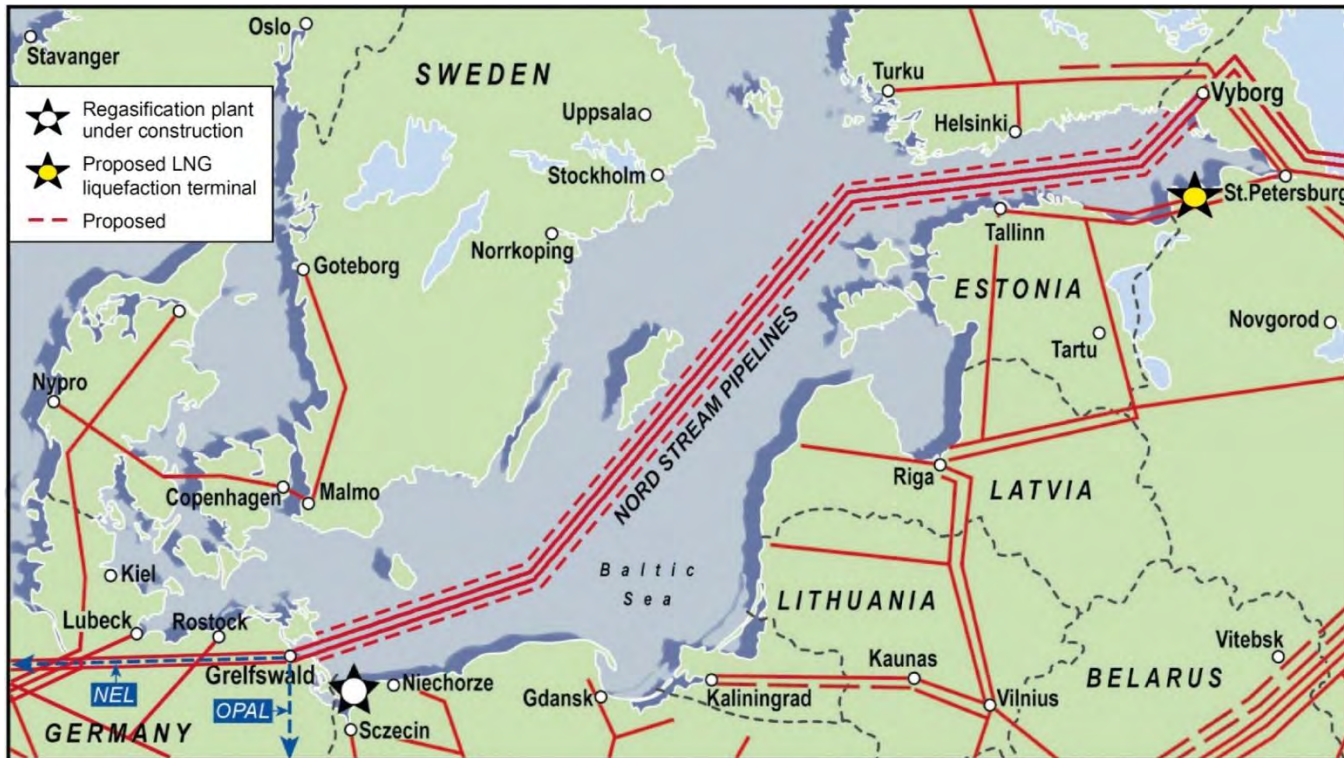 Oslo
Stavanger
SWEDEN
Turku
Vyborg
Regasification plant
under construction
Uppsala
Helsinki
Proposed LNG
liquefaction terminal
Stockholm
St.Petersburg
Proposed
Tallinn
Norrkoping
Goteborg
ESTONIA
Novgorod
Tartu
NORD STREAM PIPELINES
Nypro
Riga
LATVIA
Copenhagen
Malmo
Baltic
Sea
Kiel
LITHUANIA
Lubeck
Rostock
Vitebsk
Kaunas
BELARUS
Grelfswald
Niechorze
Gdansk
Kaliningrad
NEL
OPAL
Vilnius
GERMANY
Sczecin